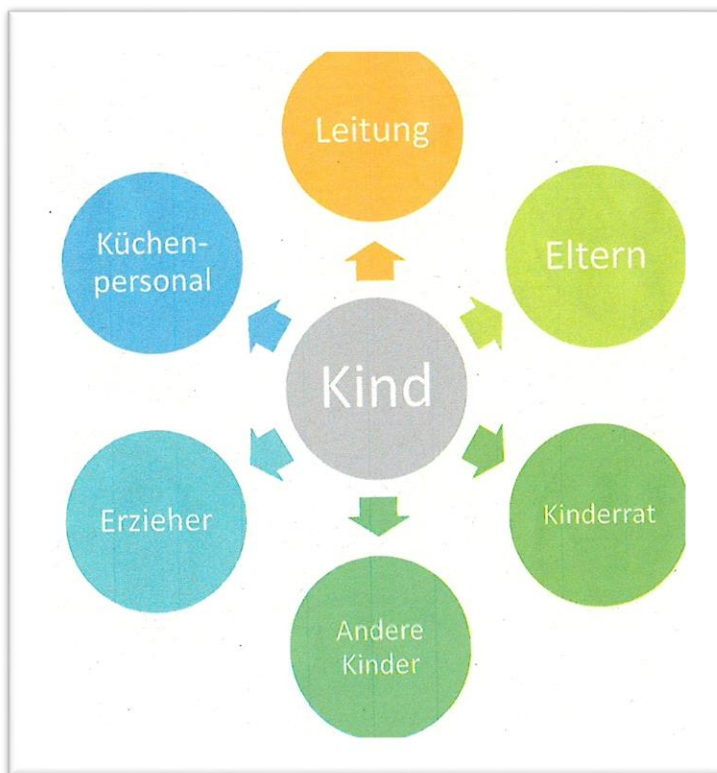 Leitung
Küchen-
personal
Eltern
Kind
Erzieher
Kinderrat
Andere
Kinder